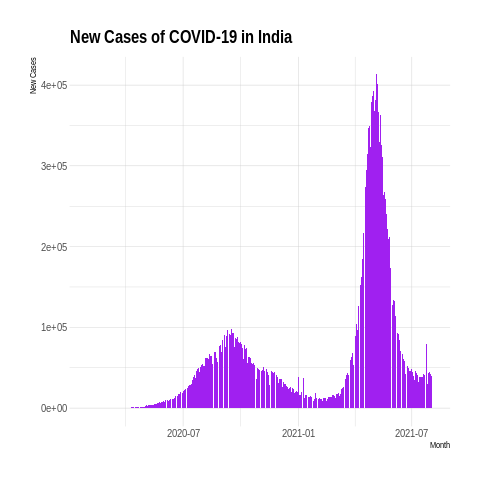 New Cases of COVID-19 in India
New Cases
4e+05
3e+05
2e+05
1e+05
0e+00
2020-07
2021-01
2021-07
Month